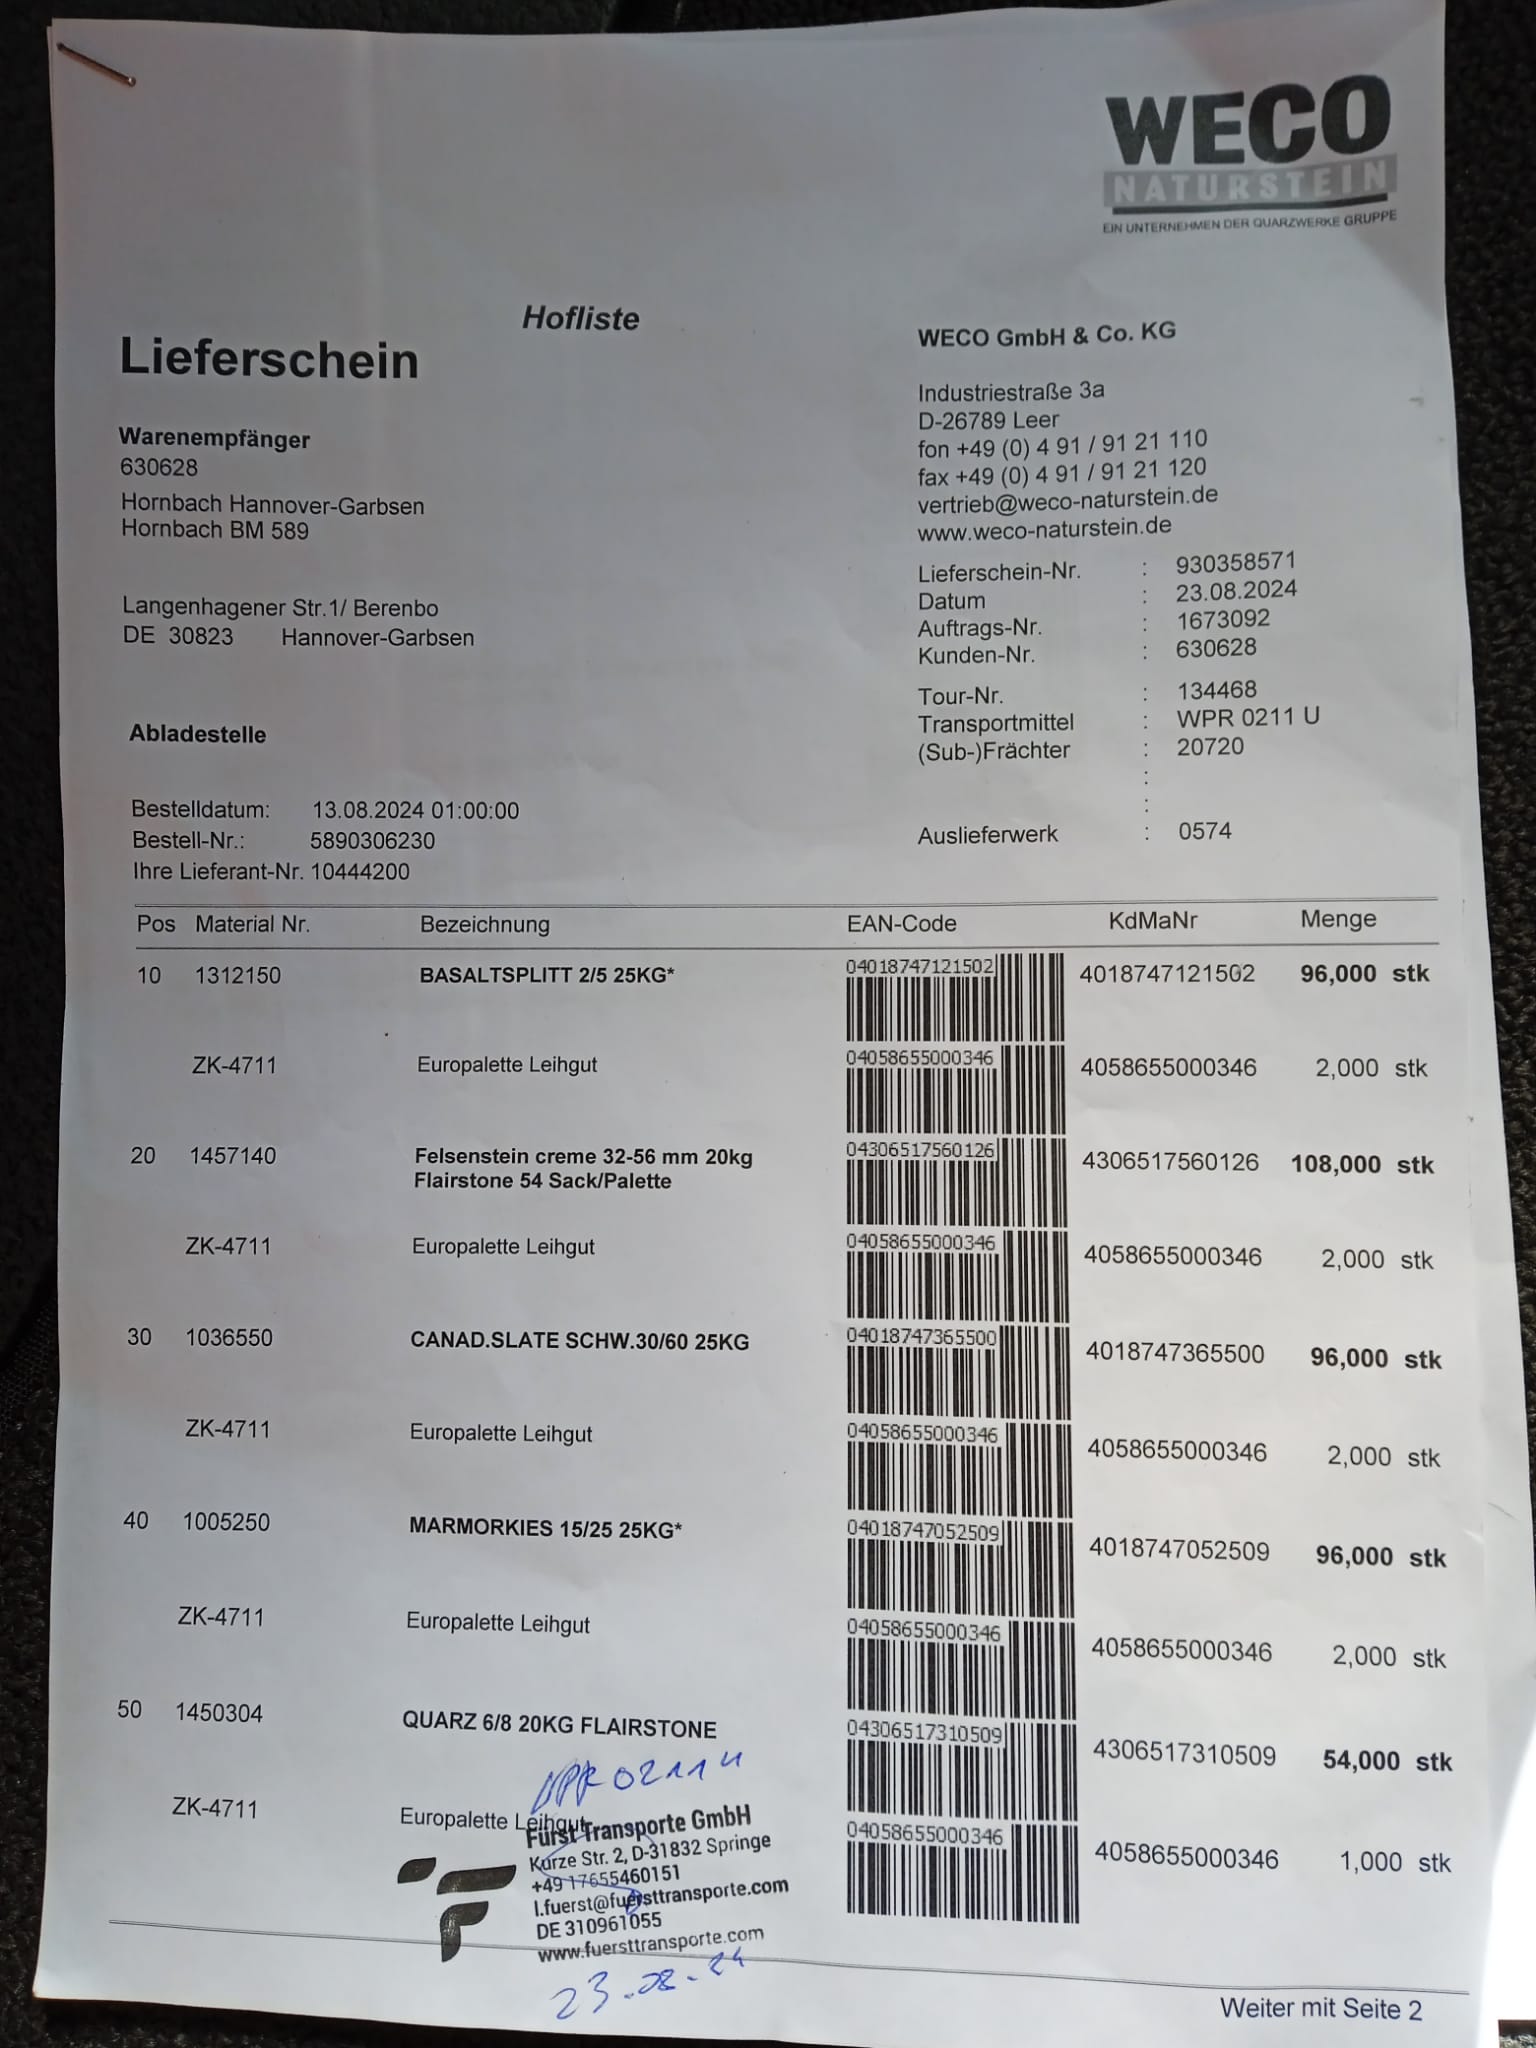 WECO
NATURSTEIN
EIN UNTERNEHMEN DER QUARZWERKE GRUPPE
Hofliste
Lieferschein
WECO GmbH & Co. KG
Industriestraße 3a
D-26789 Leer
fon +49 (0) 4 91 / 91 21 110
fax +49 (0) 4 91 / 91 21 120
vertrieb@weco-naturstein.de
www.weco-naturstein.de
Warenempfänger
630628
Hornbach Hannover-Garbsen
Hornbach BM 589
Langenhagener Str.1/ Berenbo
DE 30823 Hannover-Garbsen
Lieferschein-Nr. : 930358571
Datum : 23.08.2024
Auftrags-Nr. : 1673092
Kunden-Nr. : 630628
Tour-Nr. : 134468
Transportmittel : WPR 0211 U
(Sub-)Frächter : 20720
:
:
Auslieferwerk : 0574
Abladestelle
Bestelldatum: 13.08.2024 01:00:00
Bestell-Nr.: 5890306230
Ihre Lieferant-Nr. 10444200
Pos Material Nr. Bezeichnung EAN-Code KdMaNr Menge
10 1312150 BASALTSPLITT 2/5 25KG* 04018747121502 4018747121502 96,000 stk
ZK-4711 Europalette Leihgut 04058655000346 4058655000346 2,000 stk
20 1457140 Felsenstein creme 32-56 mm 20kg 04306517560126 4306517560126 108,000 stk
Flairstone 54 Sack/Palette
ZK-4711 Europalette Leihgut 04058655000346 4058655000346 2,000 stk
30 1036550 CANAD.SLATE SCHW.30/60 25KG 04018747365500 4018747365500 96,000 stk
ZK-4711 Europalette Leihgut 04058655000346 4058655000346 2,000 stk
40 1005250 MARMORKIES 15/25 25KG* 04018747052509 4018747052509 96,000 stk
ZK-4711 Europalette Leihgut 04058655000346 4058655000346 2,000 stk
50 1450304 QUARZ 6/8 20KG FLAIRSTONE 04306517310509 4306517310509 54,000 stk
WPR 0211 U
ZK-4711 Europalette Leihgut 04058655000346 4058655000346 1,000 stk
Fürst Transporte GmbH
Kurze Str. 2, D-31832 Springe
+49 17655460151
l.fuerst@fuersttransporte.com
DE 310961055
www.fuersttransporte.com
23.08.24
Weiter mit Seite 2